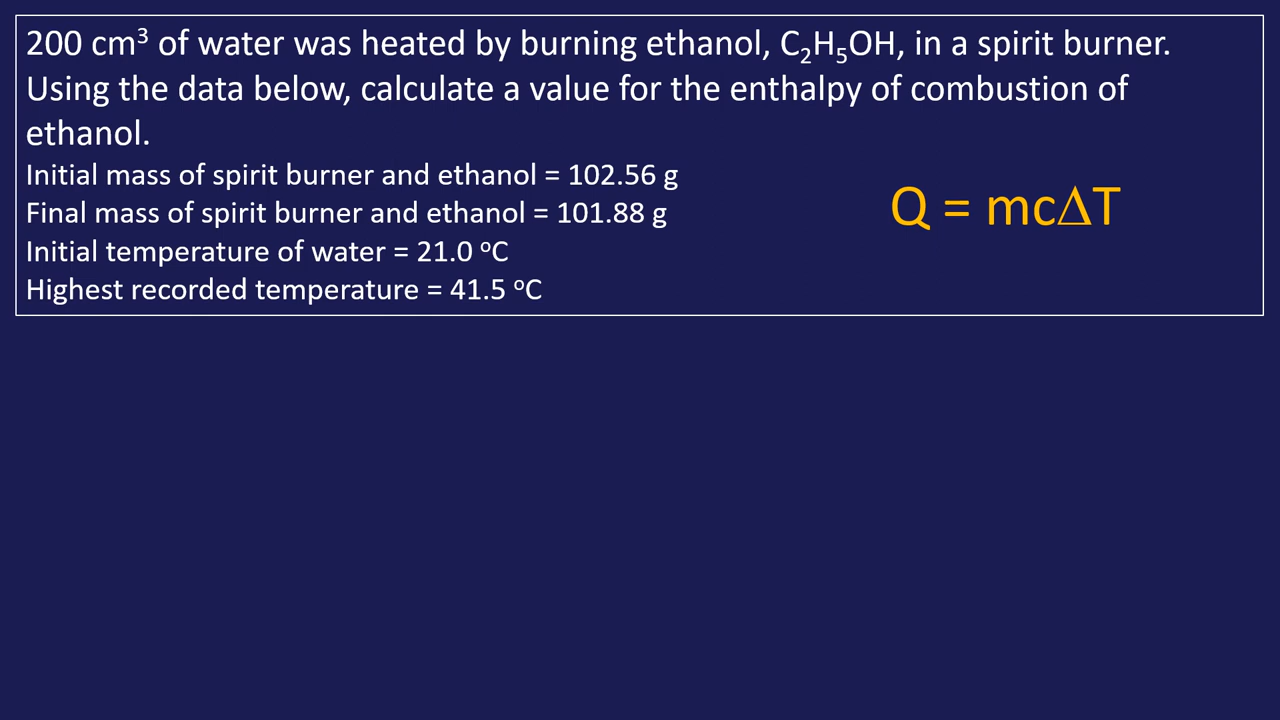 200 cm³ of water was heated by burning ethanol, C₂H₅OH, in a spirit burner.
Using the data below, calculate a value for the enthalpy of combustion of
ethanol.
Initial mass of spirit burner and ethanol = 102.56 g
Final mass of spirit burner and ethanol = 101.88 g
Initial temperature of water = 21.0 ᵒC
Highest recorded temperature = 41.5 ᵒC
Q = mcΔT